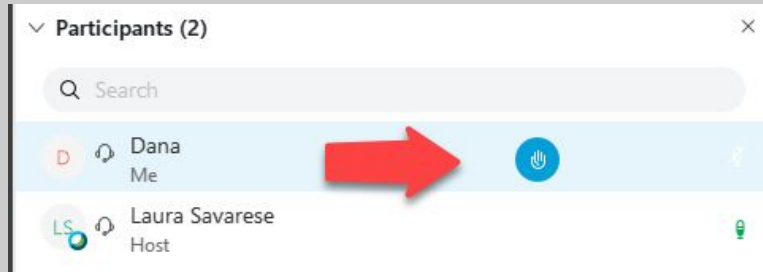 Participants (2)
Search
D
Dana
Me
LS
Laura Savarese
Host